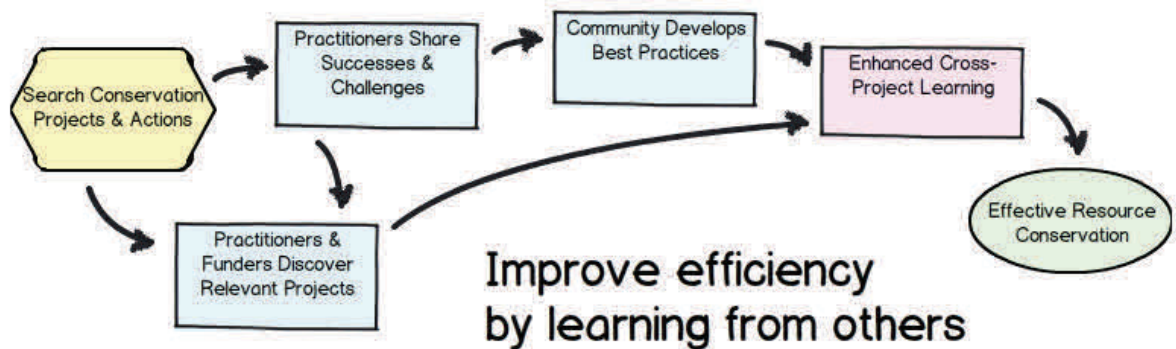 Search Conservation
Projects & Actions
Practitioners Share
Successes &
Challenges
Community Develops
Best Practices
Enhanced Cross-
Project Learning
Practitioners &
Funders Discover
Relevant Projects
Effective Resource
Conservation
Improve efficiency
by learning from others